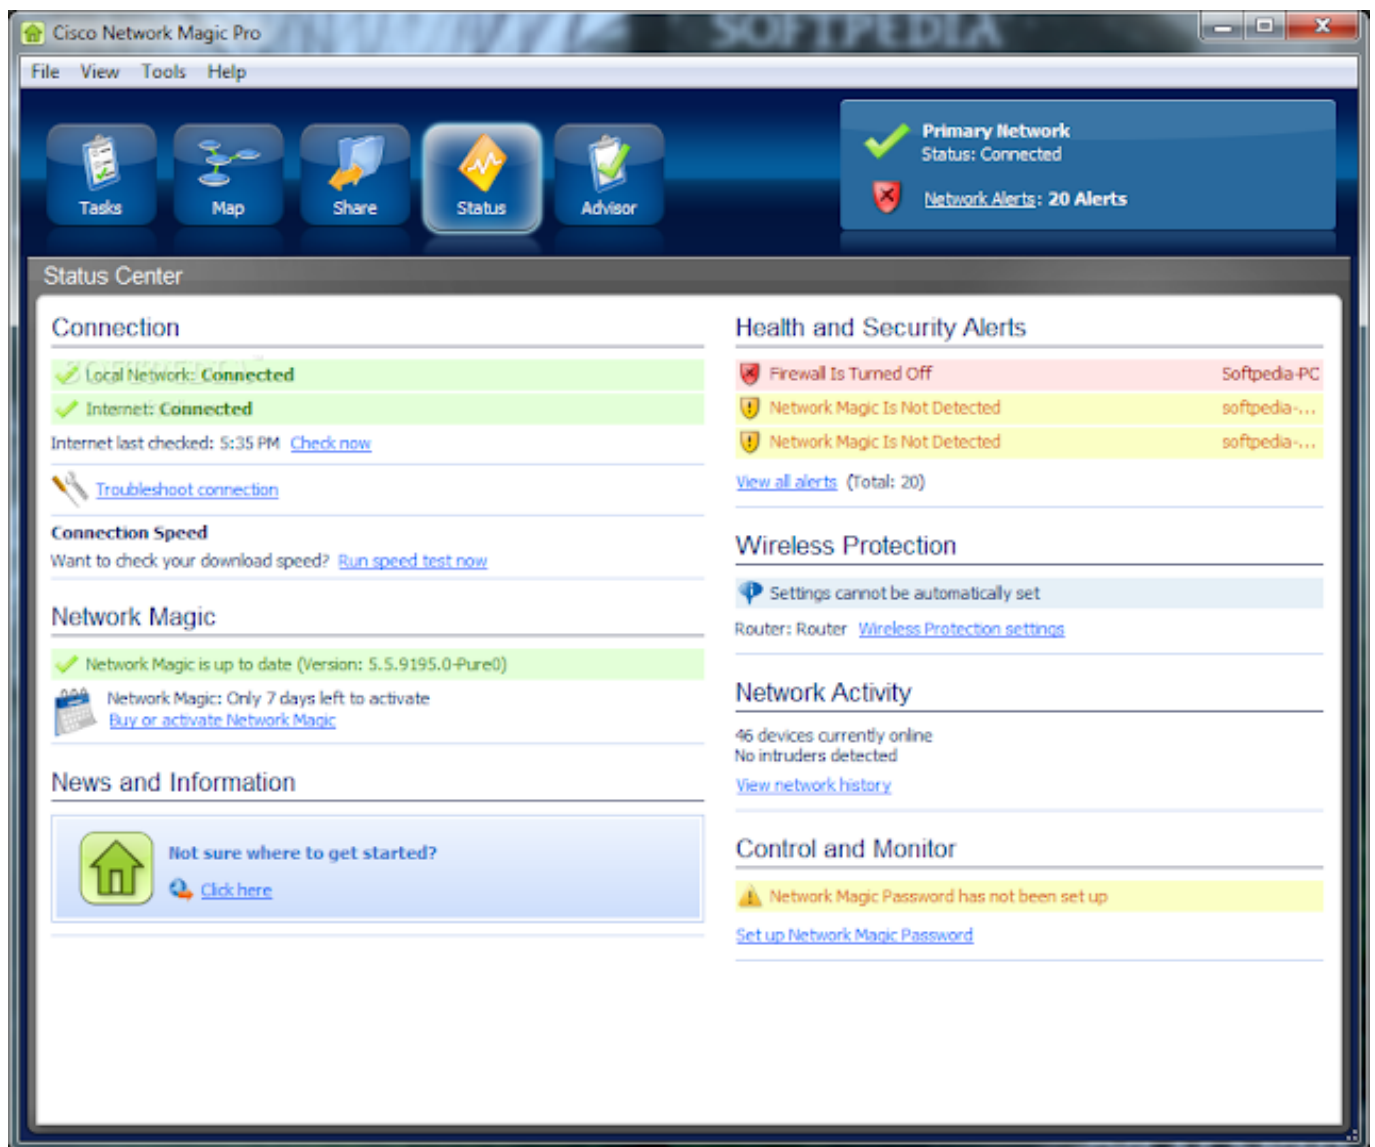 SOFTPEDIA
Cisco Network Magic Pro
File View Tools Help
Tasks Map Share Status Advisor
Primary Network
Status: Connected
Network Alerts: 20 Alerts
Status Center
Connection
Local Network: Connected
Internet: Connected
Internet last checked: 5:35 PM Check now
Troubleshoot connection
Connection Speed
Want to check your download speed? Run speed test now
Network Magic
Network Magic is up to date (Version: 5.5.9195.0-Pure0)
Network Magic: Only 7 days left to activate
Buy or activate Network Magic
News and Information
Not sure where to get started?
Click here
Health and Security Alerts
Firewall Is Turned Off Softpedia-PC
Network Magic Is Not Detected softpedia-...
Network Magic Is Not Detected softpedia-...
View all alerts (Total: 20)
Wireless Protection
Settings cannot be automatically set
Router: Router Wireless Protection settings
Network Activity
46 devices currently online
No intruders detected
View network history
Control and Monitor
Network Magic Password has not been set up
Set up Network Magic Password